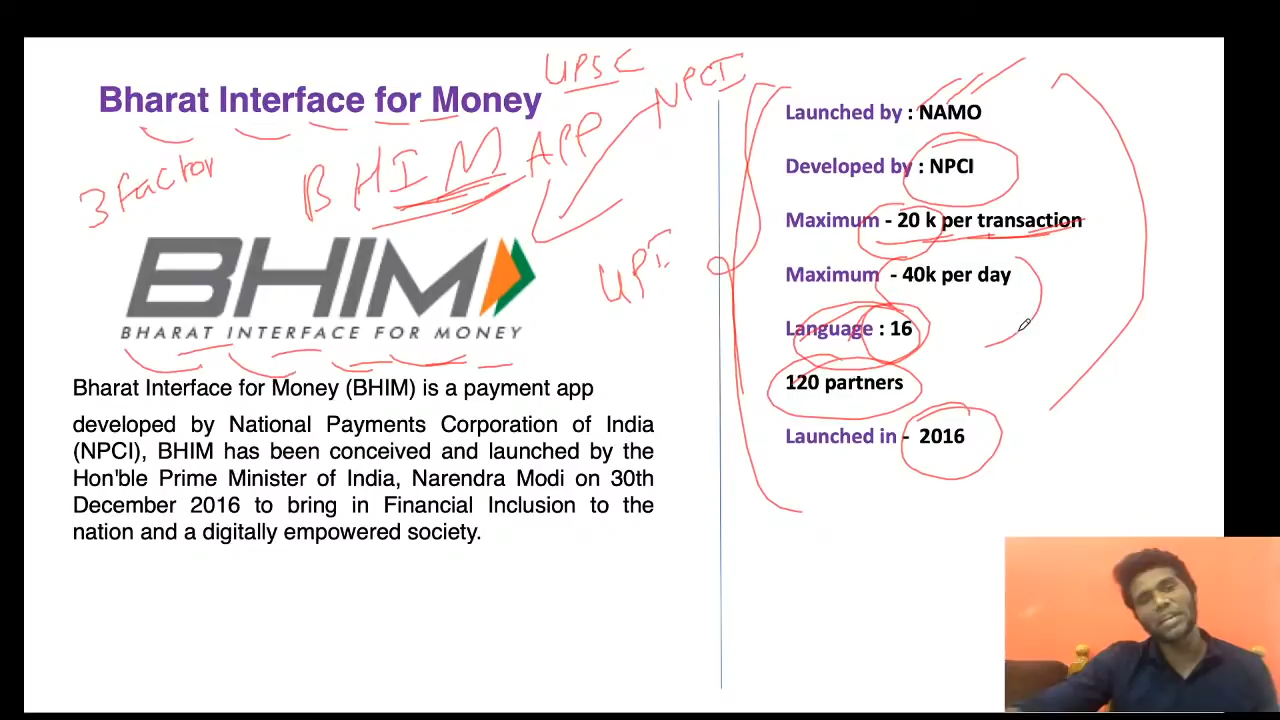 Bharat Interface for Money
UPSC
NPCI
BHIM APP
3 factor
UPI
BHIM
BHARAT INTERFACE FOR MONEY
Bharat Interface for Money (BHIM) is a payment app
developed by National Payments Corporation of India
(NPCI), BHIM has been conceived and launched by the
Hon'ble Prime Minister of India, Narendra Modi on 30th
December 2016 to bring in Financial Inclusion to the
nation and a digitally empowered society.
Launched by : NAMO
Developed by : NPCI
Maximum - 20 k per transaction
Maximum - 40k per day
Language : 16
120 partners
Launched in - 2016